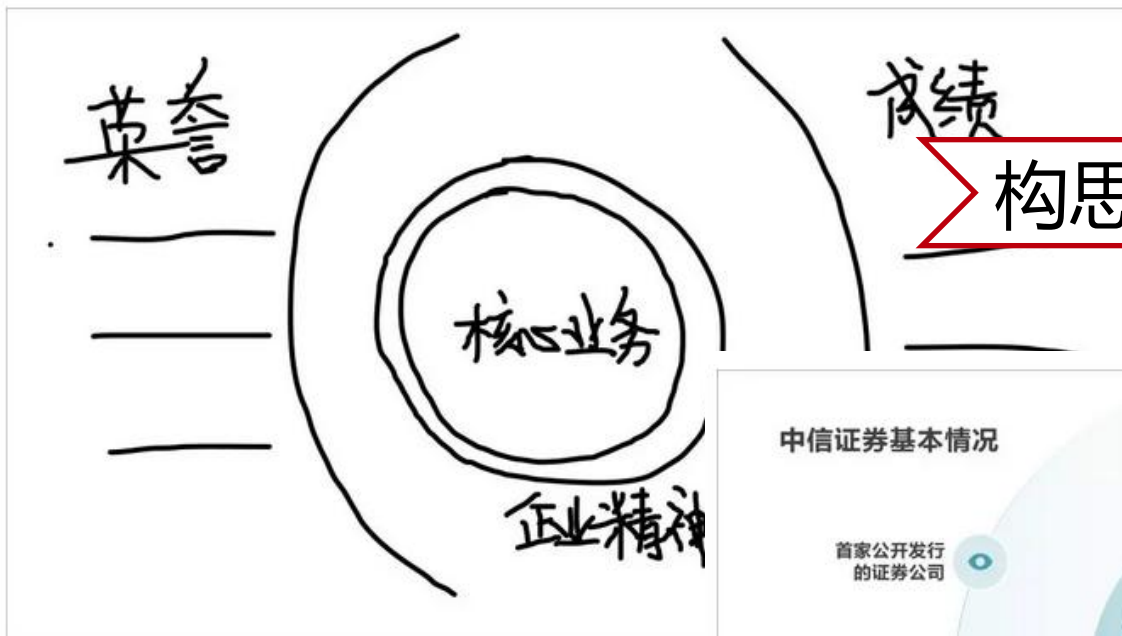 荣誉
成绩
构思
核心业务
企业精神
中信证券基本情况
首家公开发行
的证券公司